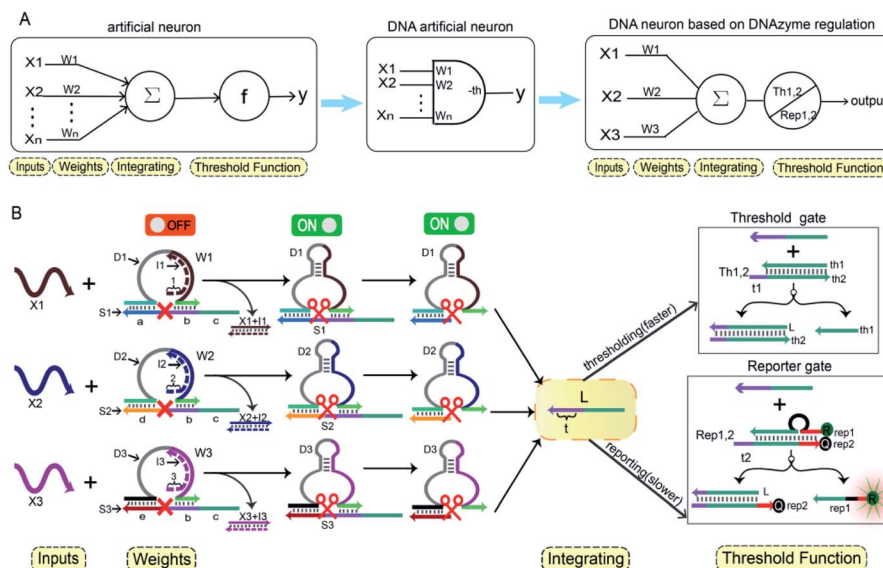 A
artificial neuron
DNA artificial neuron
DNA neuron based on DNAzyme regulation
X1 W1
X2 W2
Xn Wn
Σ
f
y
X1 W1
X2 W2
Xn Wn
-th
y
X1 W1
X2 W2
X3 W3
Σ
Th1,2
Rep1,2
output
Inputs Weights Integrating Threshold Function
Inputs Weights Integrating Threshold Function
B
OFF
ON
ON
X1
+
D1
I1
W1
1
S1
a b c
X1+I1
D1
S1
D1
X2
+
D2
I2
W2
2
S2
d b c
X2+I2
D2
S2
D2
X3
+
D3
I3
W3
3
S3
e b c
X3+I3
D3
S3
D3
L
t
thresholding(faster)
reporting(slower)
Threshold gate
+
Th1,2
t1
th1
th2
L
th2
th1
Reporter gate
+
Rep1,2
t2
R
rep1
Q
rep2
L
Q rep2
rep1
R
Inputs Weights Integrating Threshold Function